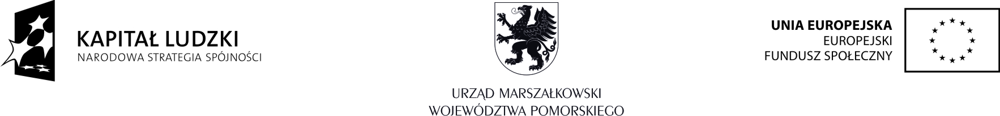 KAPITAŁ LUDZKI
NARODOWA STRATEGIA SPÓJNOŚCI
URZĄD MARSZAŁKOWSKI
WOJEWÓDZTWA POMORSKIEGO
UNIA EUROPEJSKA
EUROPEJSKI
FUNDUSZ SPOŁECZNY